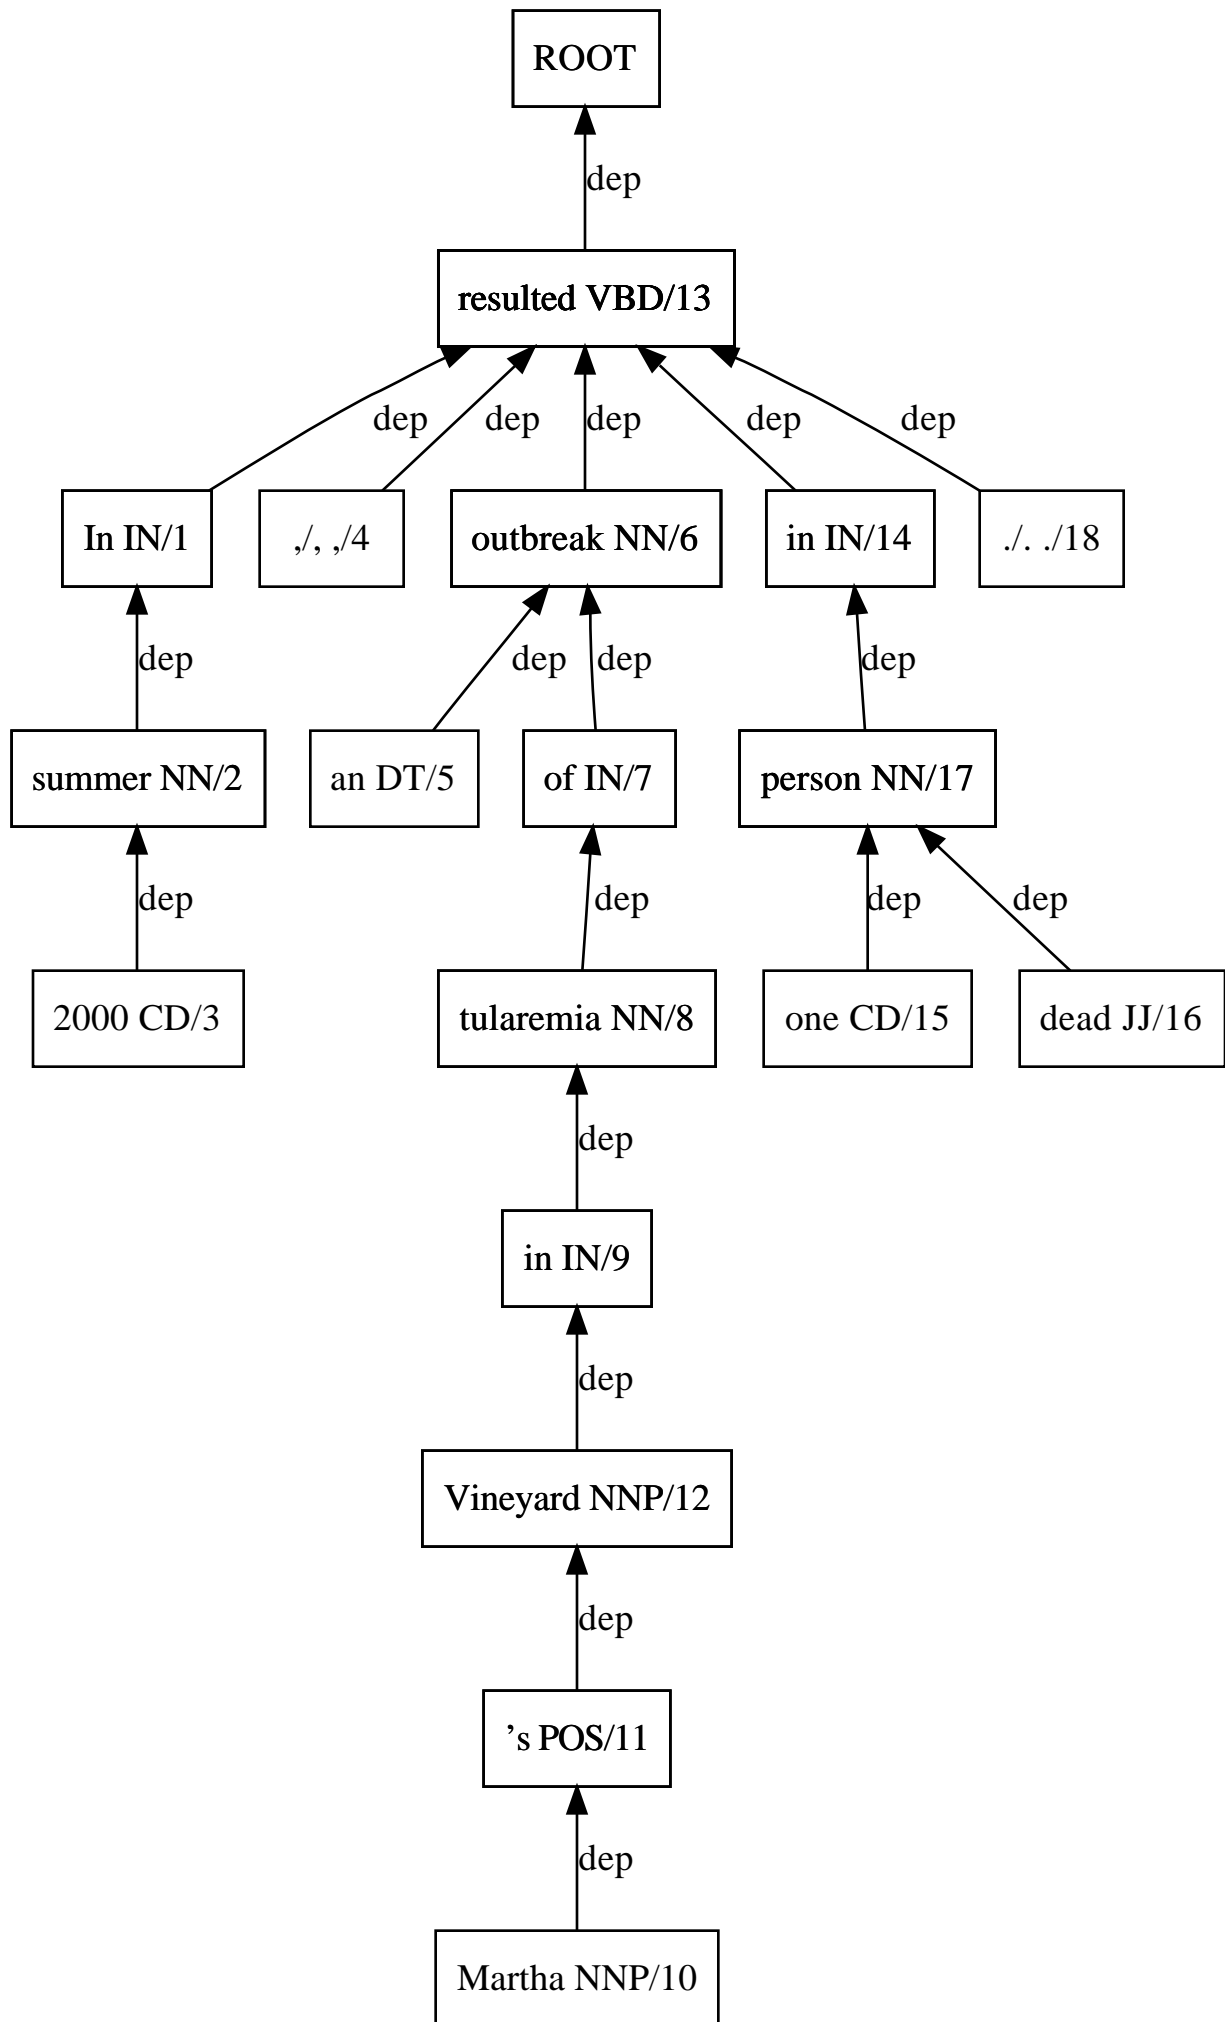 ROOT
dep
resulted VBD/13
dep dep dep dep dep
In IN/1 ,/, ,/4 outbreak NN/6 in IN/14 ./. ./18
dep dep dep dep
summer NN/2 an DT/5 of IN/7 person NN/17
dep dep dep dep
2000 CD/3 tularemia NN/8 one CD/15 dead JJ/16
dep
in IN/9
dep
Vineyard NNP/12
dep
’s POS/11
dep
Martha NNP/10